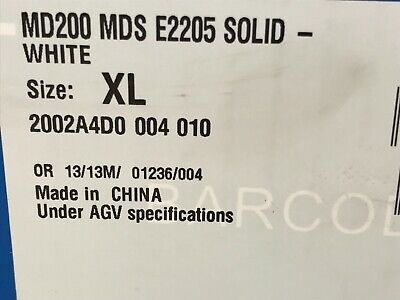 MD200 MDS E2205 SOLID –
WHITE
Size: XL
2002A4D0 004 010
OR 13/13M/ 01236/004
Made in CHINA
Under AGV specifications